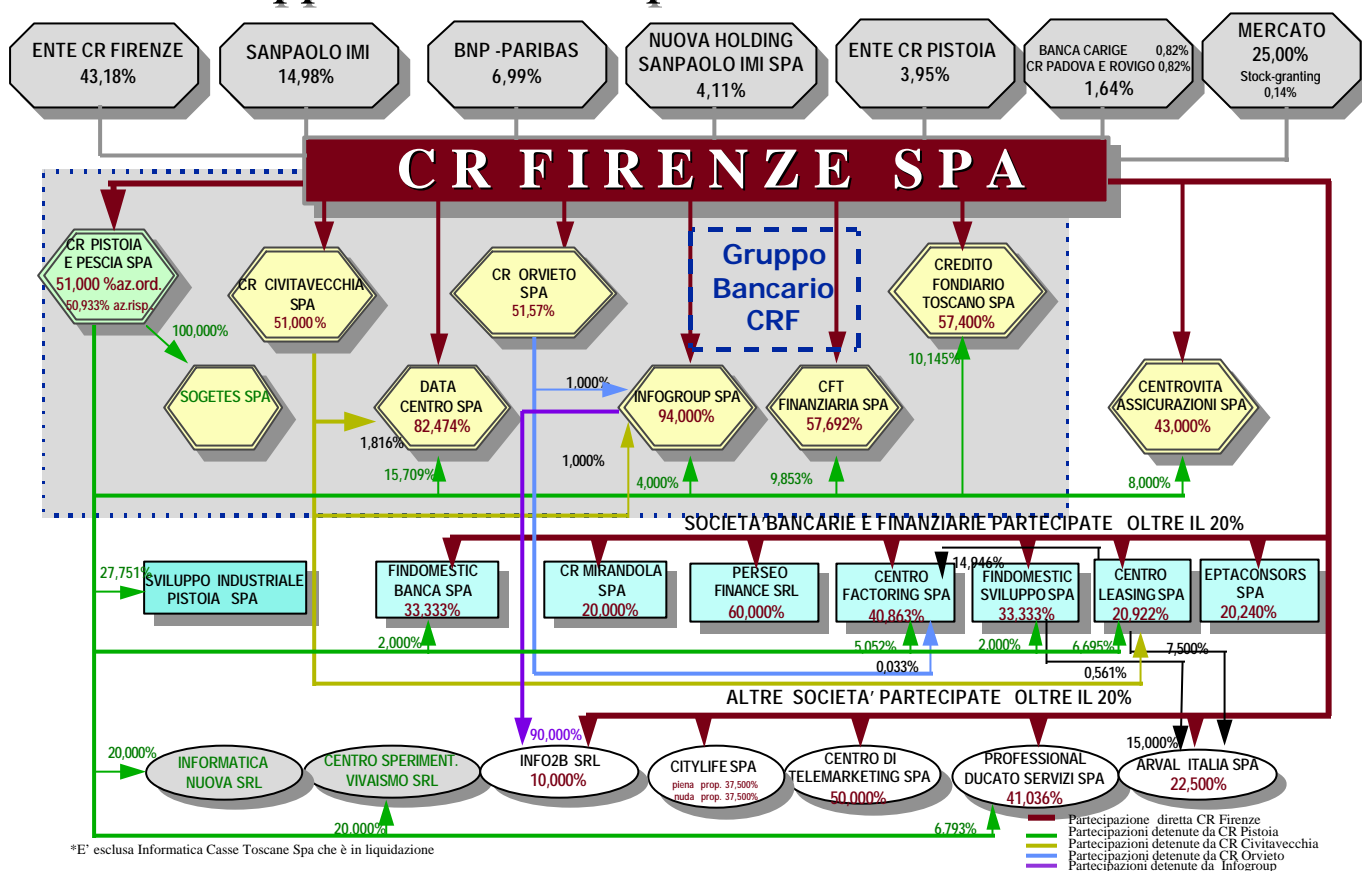 ENTE CR FIRENZE
43,18%
SANPAOLO IMI
14,98%
BNP -PARIBAS
6,99%
NUOVA HOLDING
SANPAOLO IMI SPA
4,11%
ENTE CR PISTOIA
3,95%
BANCA CARIGE 0,82%
CR PADOVA E ROVIGO 0,82%
1,64%
MERCATO
25,00%
Stock-granting
0,14%
CR FIRENZE SPA
CR PISTOIA
E PESCIA SPA
51,000 %az.ord.
50,933% az.risp.
CR CIVITAVECCHIA
SPA
51,000%
CR ORVIETO
SPA
51,57%
Gruppo
Bancario
CRF
CREDITO
FONDIARIO
TOSCANO SPA
57,400%
100,000%
10,145%
SOGETES SPA
DATA
CENTRO SPA
82,474%
1,000%
INFOGROUP SPA
94,000%
CFT
FINANZIARIA SPA
57,692%
CENTROVITA
ASSICURAZIONI SPA
43,000%
1,816%
15,709%
1,000%
4,000%
9,853%
8,000%
SOCIETA' BANCARIE E FINANZIARIE PARTECIPATE OLTRE IL 20%
27,751%
SVILUPPO INDUSTRIALE
PISTOIA SPA
FINDOMESTIC
BANCA SPA
33,333%
CR MIRANDOLA
SPA
20,000%
PERSEO
FINANCE SRL
60,000%
CENTRO
FACTORING SPA
40,863%
14,946%
FINDOMESTIC
SVILUPPO SPA
33,333%
CENTRO
LEASING SPA
20,922%
EPTACONSORS
SPA
20,240%
2,000%
5,052%
2,000%
6,695%
7,500%
0,033%
0,561%
ALTRE SOCIETA' PARTECIPATE OLTRE IL 20%
20,000%
90,000%
15,000%
INFORMATICA
NUOVA SRL
CENTRO SPERIMENT.
VIVAISMO SRL
INFO2B SRL
10,000%
CITYLIFE SPA
piena prop. 37,500%
nuda prop. 37,500%
CENTRO DI
TELEMARKETING SPA
50,000%
PROFESSIONAL
DUCATO SERVIZI SPA
41,036%
ARVAL ITALIA SPA
22,500%
20,000%
6,793%
Partecipazione diretta CR Firenze
Partecipazioni detenute da CR Pistoia
Partecipazioni detenute da CR Civitavecchia
Partecipazioni detenute da CR Orvieto
Partecipazioni detenute da Infogroup
*E' esclusa Informatica Casse Toscane Spa che è in liquidazione